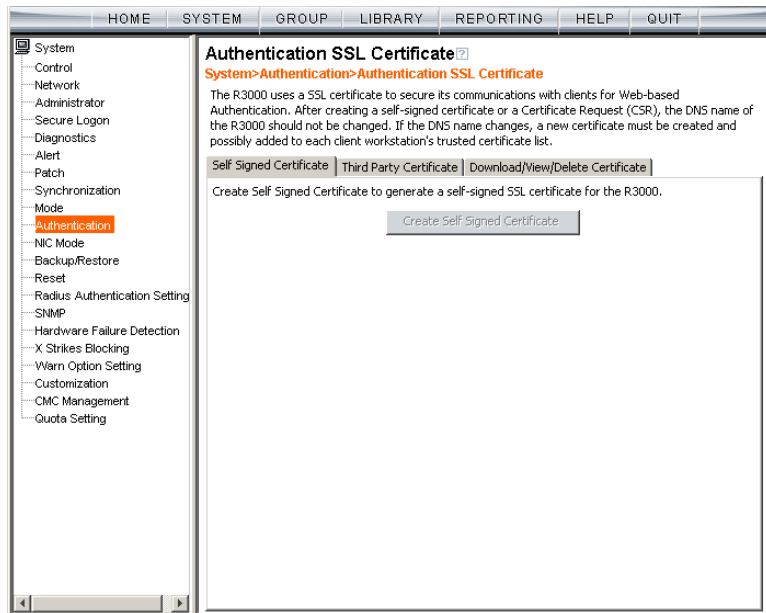 HOME SYSTEM GROUP LIBRARY REPORTING HELP QUIT
System
Control
Network
Administrator
Secure Logon
Diagnostics
Alert
Patch
Synchronization
Mode
Authentication
NIC Mode
Backup/Restore
Reset
Radius Authentication Setting
SNMP
Hardware Failure Detection
X Strikes Blocking
Warn Option Setting
Customization
CMC Management
Quota Setting
Authentication SSL Certificate?
System>Authentication>Authentication SSL Certificate
The R3000 uses a SSL certificate to secure its communications with clients for Web-based
Authentication. After creating a self-signed certificate or a Certificate Request (CSR), the DNS name of
the R3000 should not be changed. If the DNS name changes, a new certificate must be created and
possibly added to each client workstation's trusted certificate list.
Self Signed Certificate Third Party Certificate Download/View/Delete Certificate
Create Self Signed Certificate to generate a self-signed SSL certificate for the R3000.
Create Self Signed Certificate